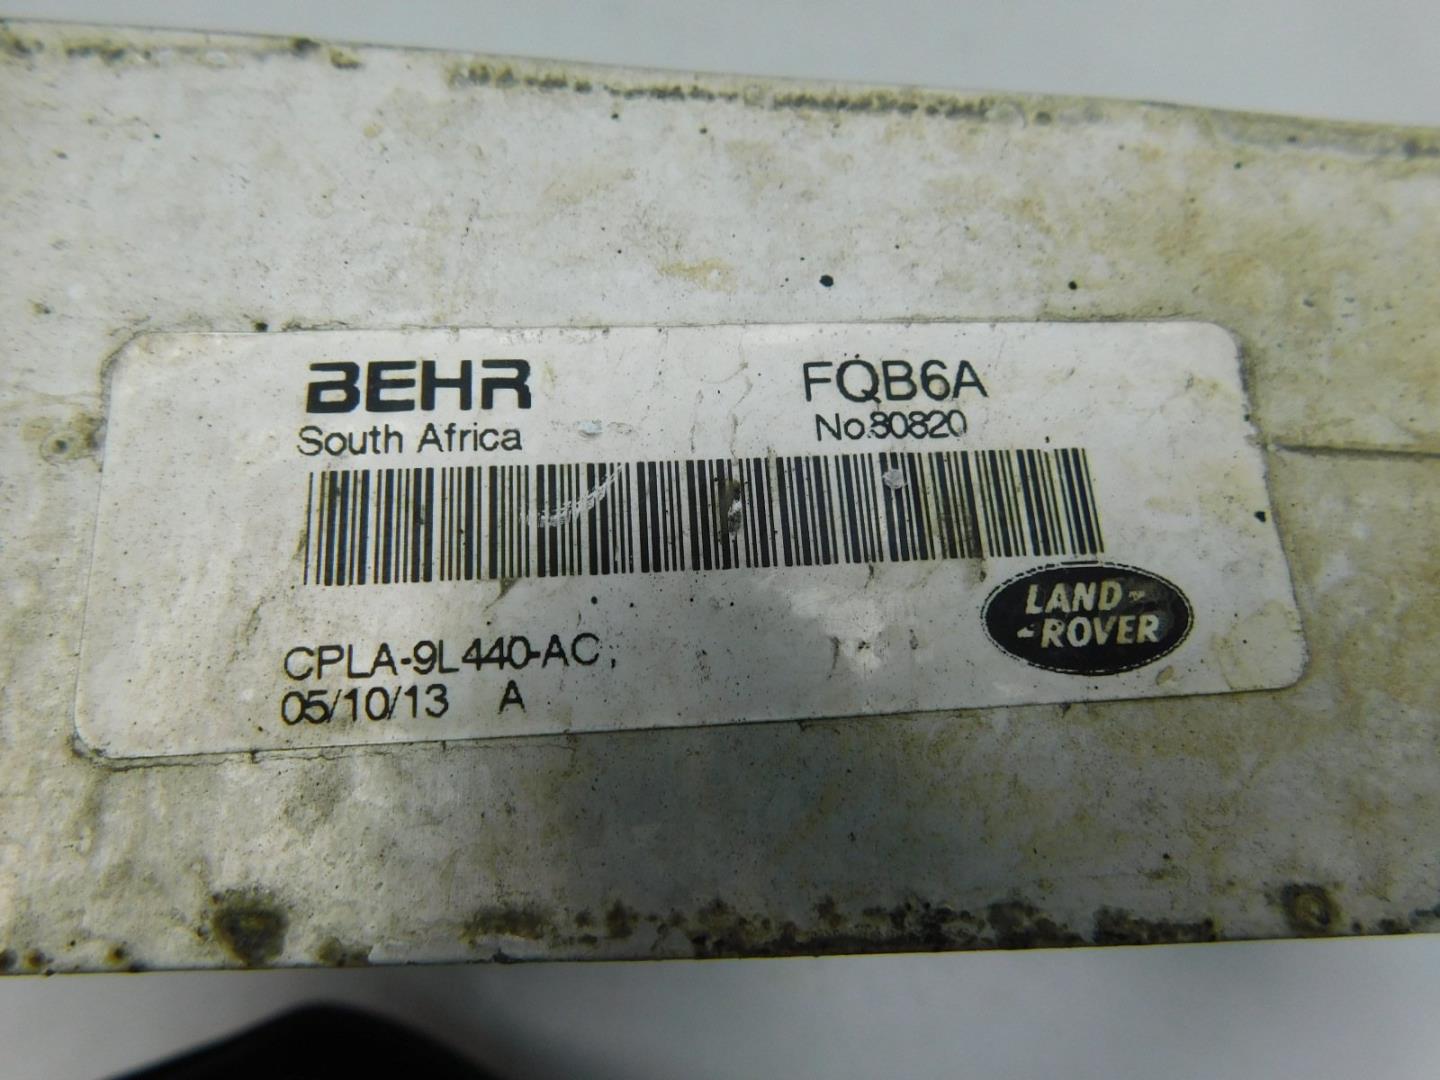 BEHR
South Africa
FQB6A
No.80820
CPLA-9L440-AC
05/10/13 A
LAND-
-ROVER